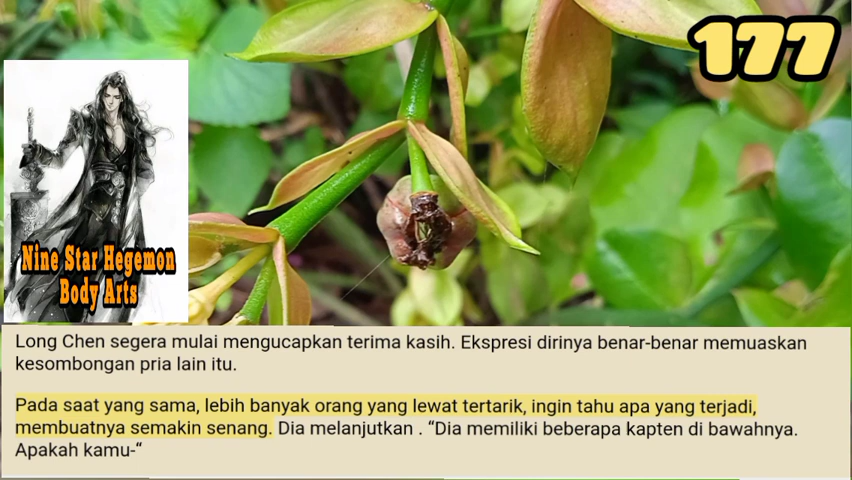 177
Nine Star Hegemon
Body Arts
Long Chen segera mulai mengucapkan terima kasih. Ekspresi dirinya benar-benar memuaskan
kesombongan pria lain itu.
Pada saat yang sama, lebih banyak orang yang lewat tertarik, ingin tahu apa yang terjadi,
membuatnya semakin senang. Dia melanjutkan . “Dia memiliki beberapa kapten di bawahnya.
Apakah kamu-“